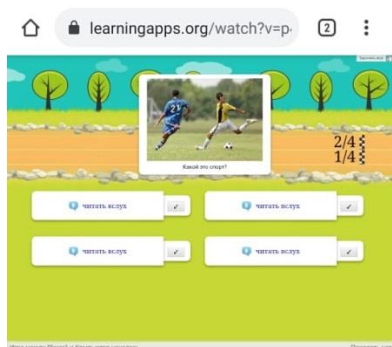 learningapps.org/watch?v=p
2
Какой это спорт?
2/4
1/4
читать вслух
читать вслух
читать вслух
читать вслух